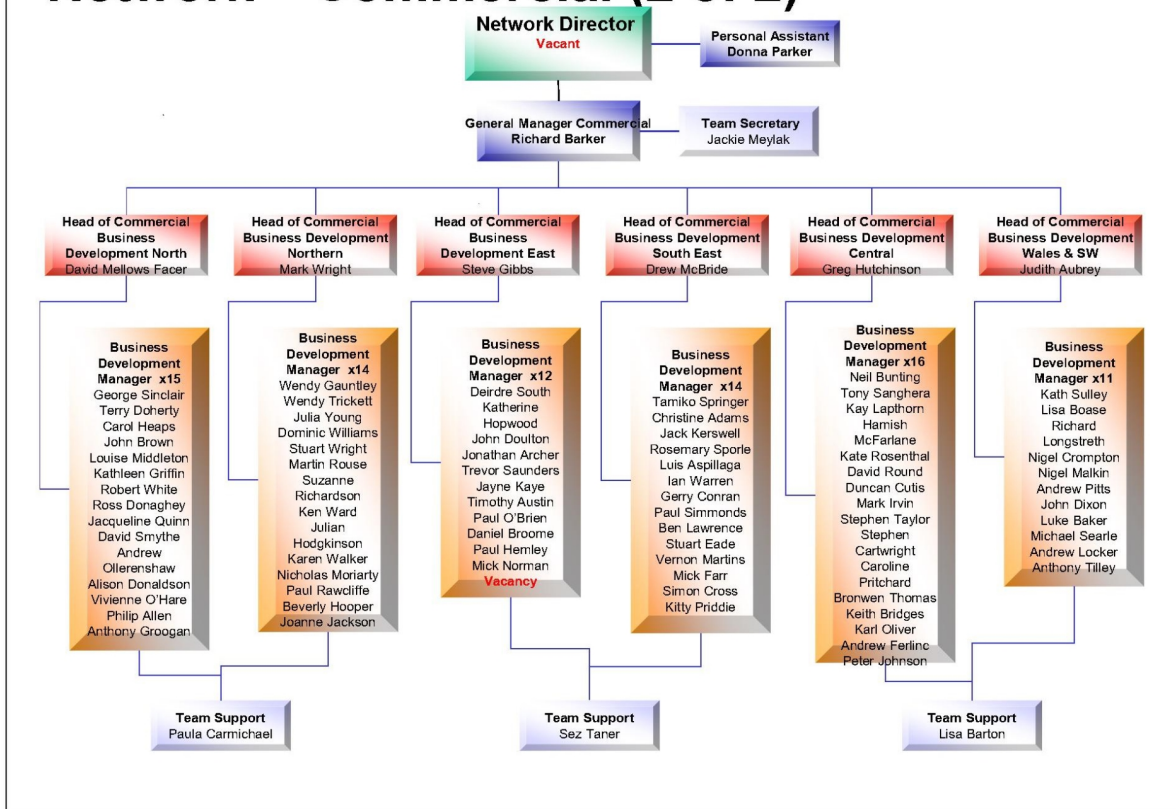 Network – Commercial (2 of 2)
Network Director
Vacant
Personal Assistant
Donna Parker
General Manager Commercial
Richard Barker
Team Secretary
Jackie Meylak
Head of Commercial
Business
Development North
David Mellows Facer
Head of Commercial
Business Development
Northern
Mark Wright
Head of Commercial
Business
Development East
Steve Gibbs
Head of Commercial
Business Development
South East
Drew McBride
Head of Commercial
Business Development
Central
Greg Hutchinson
Head of Commercial
Business Development
Wales & SW
Judith Aubrey
Business
Development
Manager x15
George Sinclair
Terry Doherty
Carol Heaps
John Brown
Louise Middleton
Kathleen Griffin
Robert White
Ross Donaghey
Jacqueline Quinn
David Smythe
Andrew
Ollerenshaw
Alison Donaldson
Vivienne O'Hare
Philip Allen
Anthony Groogan
Business
Development
Manager x14
Wendy Gauntley
Wendy Trickett
Julia Young
Dominic Williams
Stuart Wright
Martin Rouse
Suzanne
Richardson
Ken Ward
Julian
Hodgkinson
Karen Walker
Nicholas Moriarty
Paul Rawcliffe
Beverly Hooper
Joanne Jackson
Business
Development
Manager x12
Deirdre South
Katherine
Hopwood
John Doulton
Jonathan Archer
Trevor Saunders
Jayne Kaye
Timothy Austin
Paul O'Brien
Daniel Broome
Paul Hemley
Mick Norman
Vacancy
Business
Development
Manager x14
Tamiko Springer
Christine Adams
Jack Kerswell
Rosemary Sporle
Luis Aspillaga
Ian Warren
Gerry Conran
Paul Simmonds
Ben Lawrence
Stuart Eade
Vernon Martins
Mick Farr
Simon Cross
Kitty Priddie
Business
Development
Manager x16
Neil Bunting
Tony Sanghera
Kay Lapthorn
Hamish
McFarlane
Kate Rosenthal
David Round
Duncan Cutis
Mark Irvin
Stephen Taylor
Stephen
Cartwright
Caroline
Pritchard
Bronwen Thomas
Keith Bridges
Karl Oliver
Andrew Ferlinc
Peter Johnson
Business
Development
Manager x11
Kath Sulley
Lisa Boase
Richard
Longstreth
Nigel Crompton
Nigel Malkin
Andrew Pitts
John Dixon
Luke Baker
Michael Searle
Andrew Locker
Anthony Tilley
Team Support
Paula Carmichael
Team Support
Sez Taner
Team Support
Lisa Barton